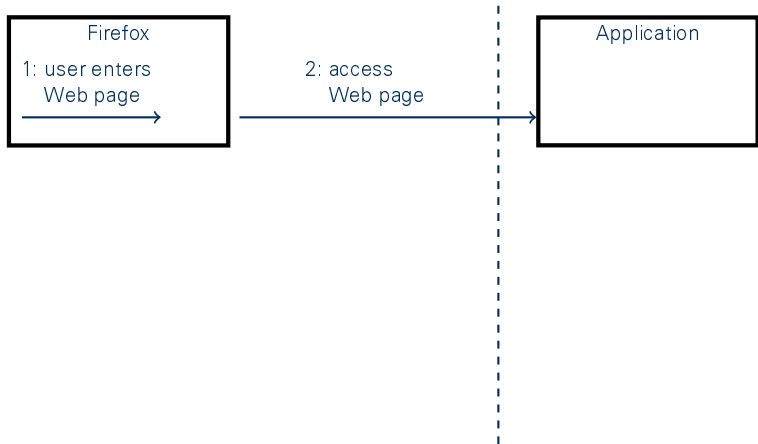 Firefox
1: user enters
Web page
2: access
Web page
Application